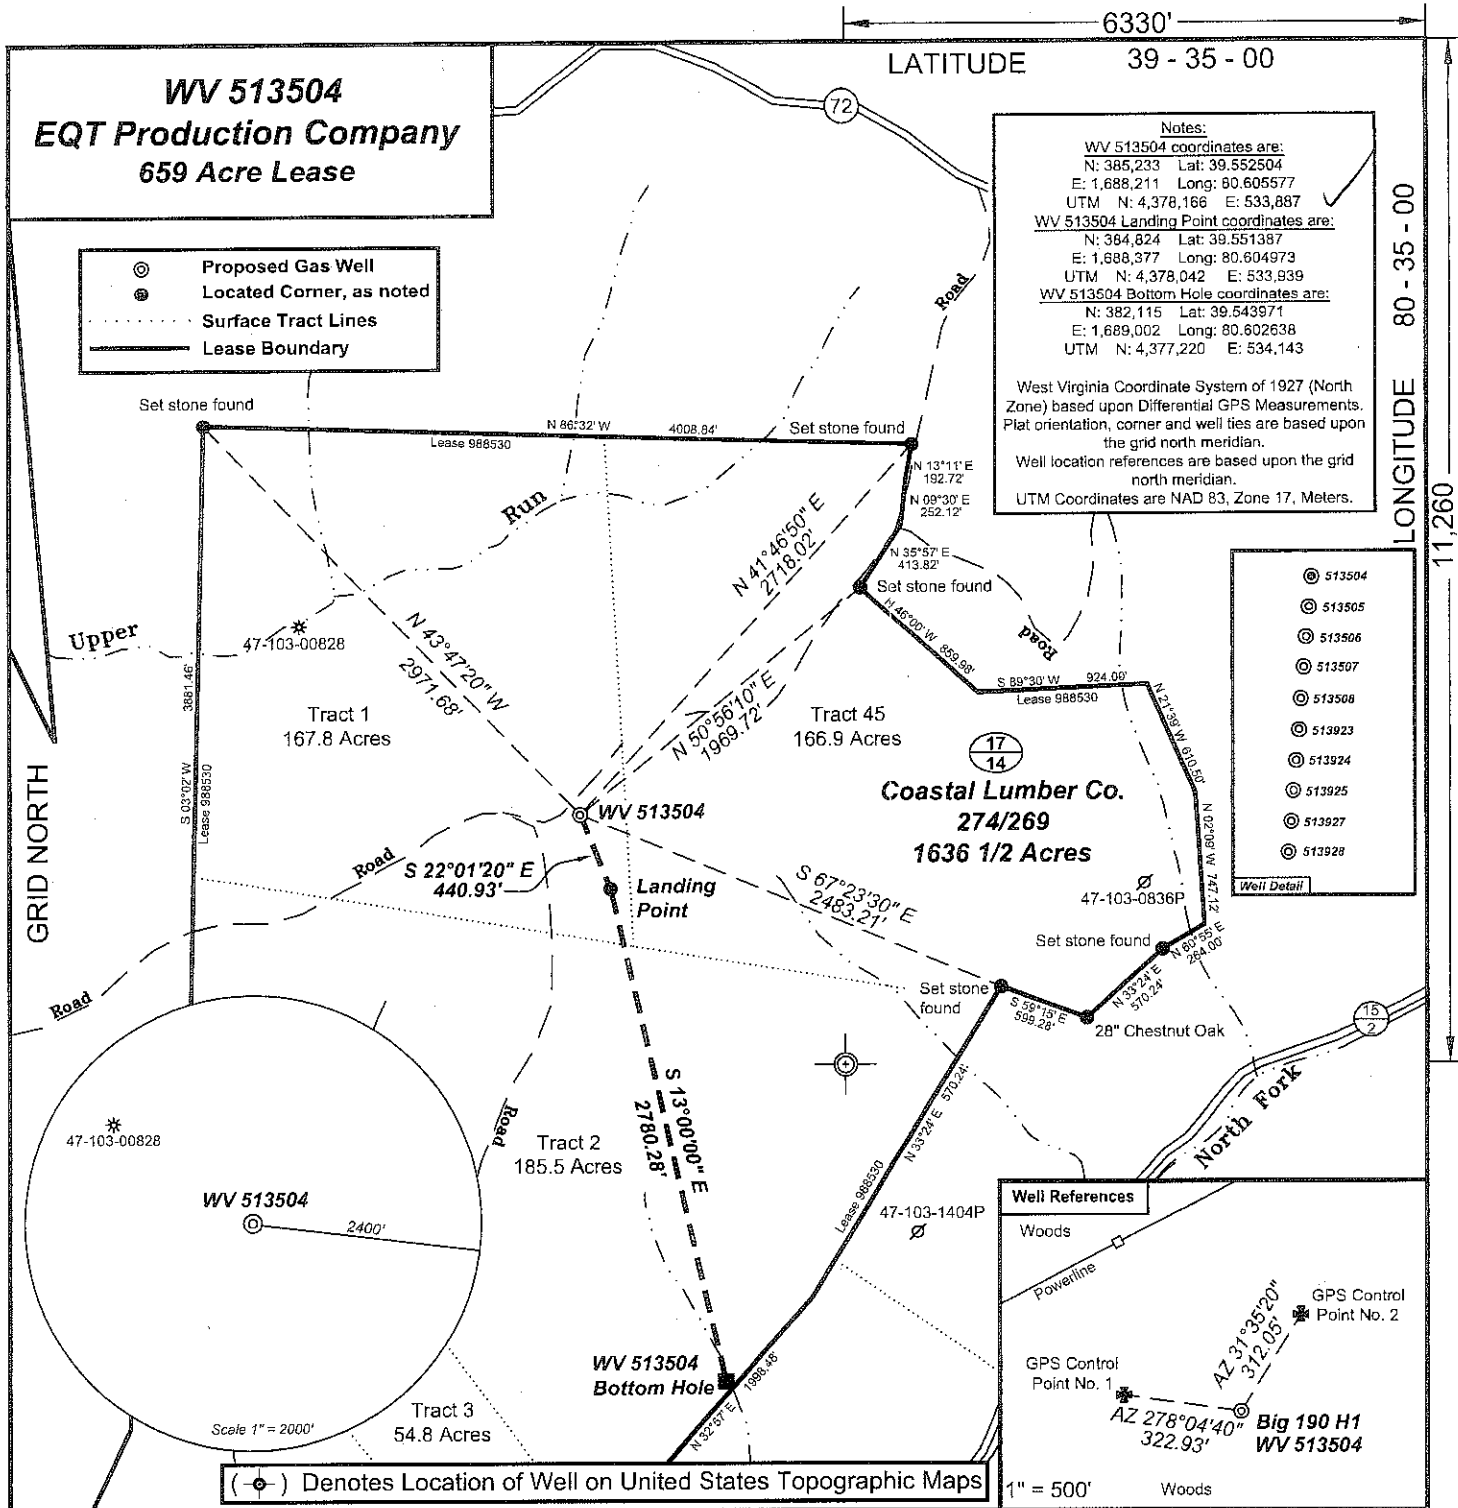 6330'
LATITUDE 39 - 35 - 00
WV 513504
EQT Production Company
659 Acre Lease
72
Notes:
WV 513504 coordinates are:
N: 385,233 Lat: 39.552504
E: 1,688,211 Long: 80.605577
UTM N: 4,378,166 E: 533,887
WV 513504 Landing Point coordinates are:
N: 384,824 Lat: 39.551387
E: 1,688,377 Long: 80.604973
UTM N: 4,378,042 E: 533,939
WV 513504 Bottom Hole coordinates are:
N: 382,115 Lat: 39.543971
E: 1,689,002 Long: 80.602638
UTM N: 4,377,220 E: 534,143
West Virginia Coordinate System of 1927 (North
Zone) based upon Differential GPS Measurements.
Plat orientation, corner and well ties are based upon
the grid north meridian.
Well location references are based upon the grid
north meridian.
UTM Coordinates are NAD 83, Zone 17, Meters.
LONGITUDE 80 - 35 - 00
11,260
Proposed Gas Well
Located Corner, as noted
Surface Tract Lines
Lease Boundary
Road
Set stone found
N 86°32' W 4008.84'
Lease 988530
Set stone found
N 13°11' E
192.72'
N 09°30' E
252.12'
N 35°57' E
413.82'
Set stone found
Run
Upper
47-103-00828
N 41°46'50" E
2718.02'
N 43°47'20" W
2971.68'
N 50°56'10" E
1969.72'
N 46°00' W 859.98'
Road
S 89°30' W 924.00'
Lease 988530
N 21°39' W 610.50'
N 02°09' W 747.12'
3881.46'
S 03°02' W
Lease 988530
Tract 1
167.8 Acres
Tract 45
166.9 Acres
17
14
Coastal Lumber Co.
274/269
1636 1/2 Acres
513504
513505
513506
513507
513508
513923
513924
513925
513927
513928
Well Detail
GRID NORTH
WV 513504
Road
S 22°01'20" E
440.93'
Landing
Point
S 67°23'30" E
2483.21'
47-103-0836P
Set stone found
N 60°55' E
264.00'
N 33°24' E
570.24'
Set stone
found
S 59°15' E
599.28'
28" Chestnut Oak
15
2
Road
North Fork
Road
S 13°00'00" E
2780.28'
N 33°24' E 570.24'
Lease 988530
47-103-00828
WV 513504
2400'
Scale 1" = 2000'
Tract 2
185.5 Acres
47-103-1404P
WV 513504
Bottom Hole
1998.48'
N 32°57' E
Tract 3
54.8 Acres
Well References
Woods
Powerline
GPS Control
Point No. 2
AZ 31°35'20"
312.05'
GPS Control
Point No. 1
AZ 278°04'40"
322.93'
Big 190 H1
WV 513504
1" = 500'
Woods
( ) Denotes Location of Well on United States Topographic Maps